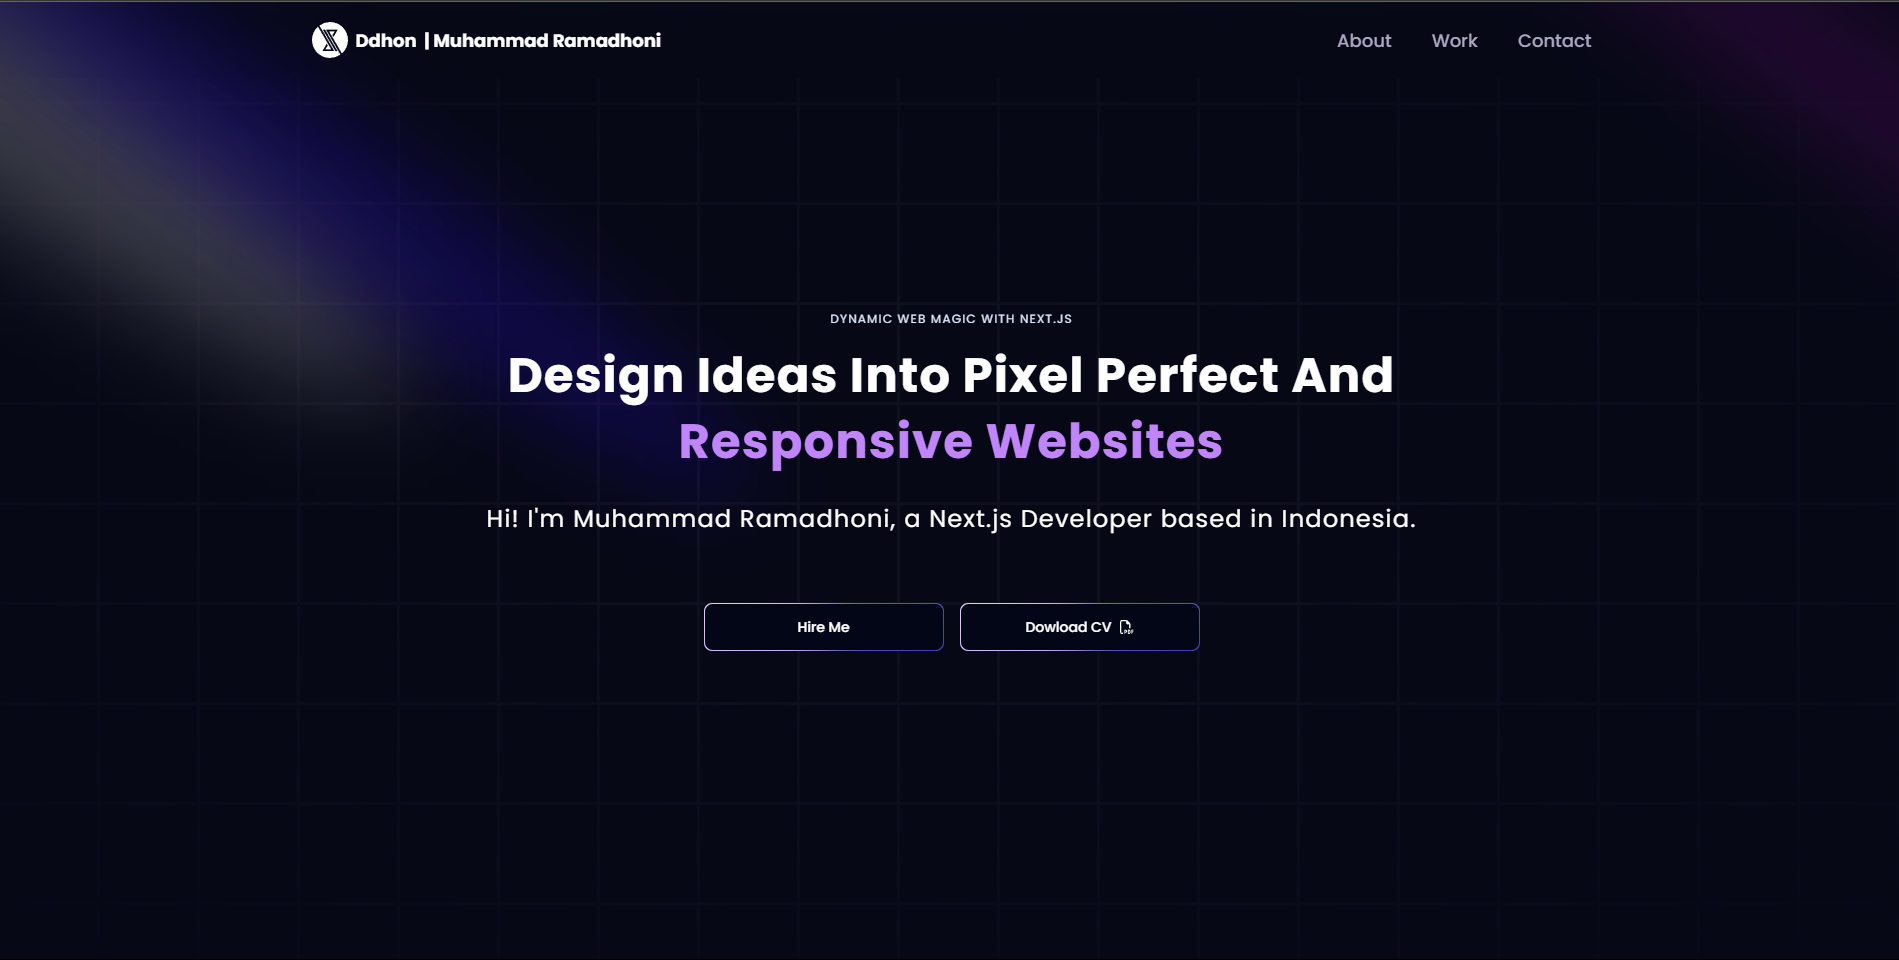 Ddhon | Muhammad Ramadhoni
About Work Contact
DYNAMIC WEB MAGIC WITH NEXT.JS
Design Ideas Into Pixel Perfect And
Responsive Websites
Hi! I'm Muhammad Ramadhoni, a Next.js Developer based in Indonesia.
Hire Me
Dowload CV PDF